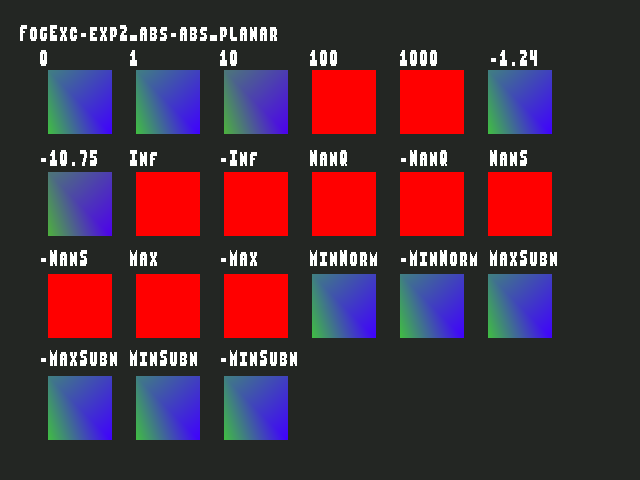 FogExc-exp2_abs-abs_planar
0 1 10 100 1000 -1.24
-10.75 Inf -Inf NanQ -NanQ NanS
-NanS Max -Max MinNorm -MinNorm MaxSubN
-MaxSubN MinSubN -MinSubN